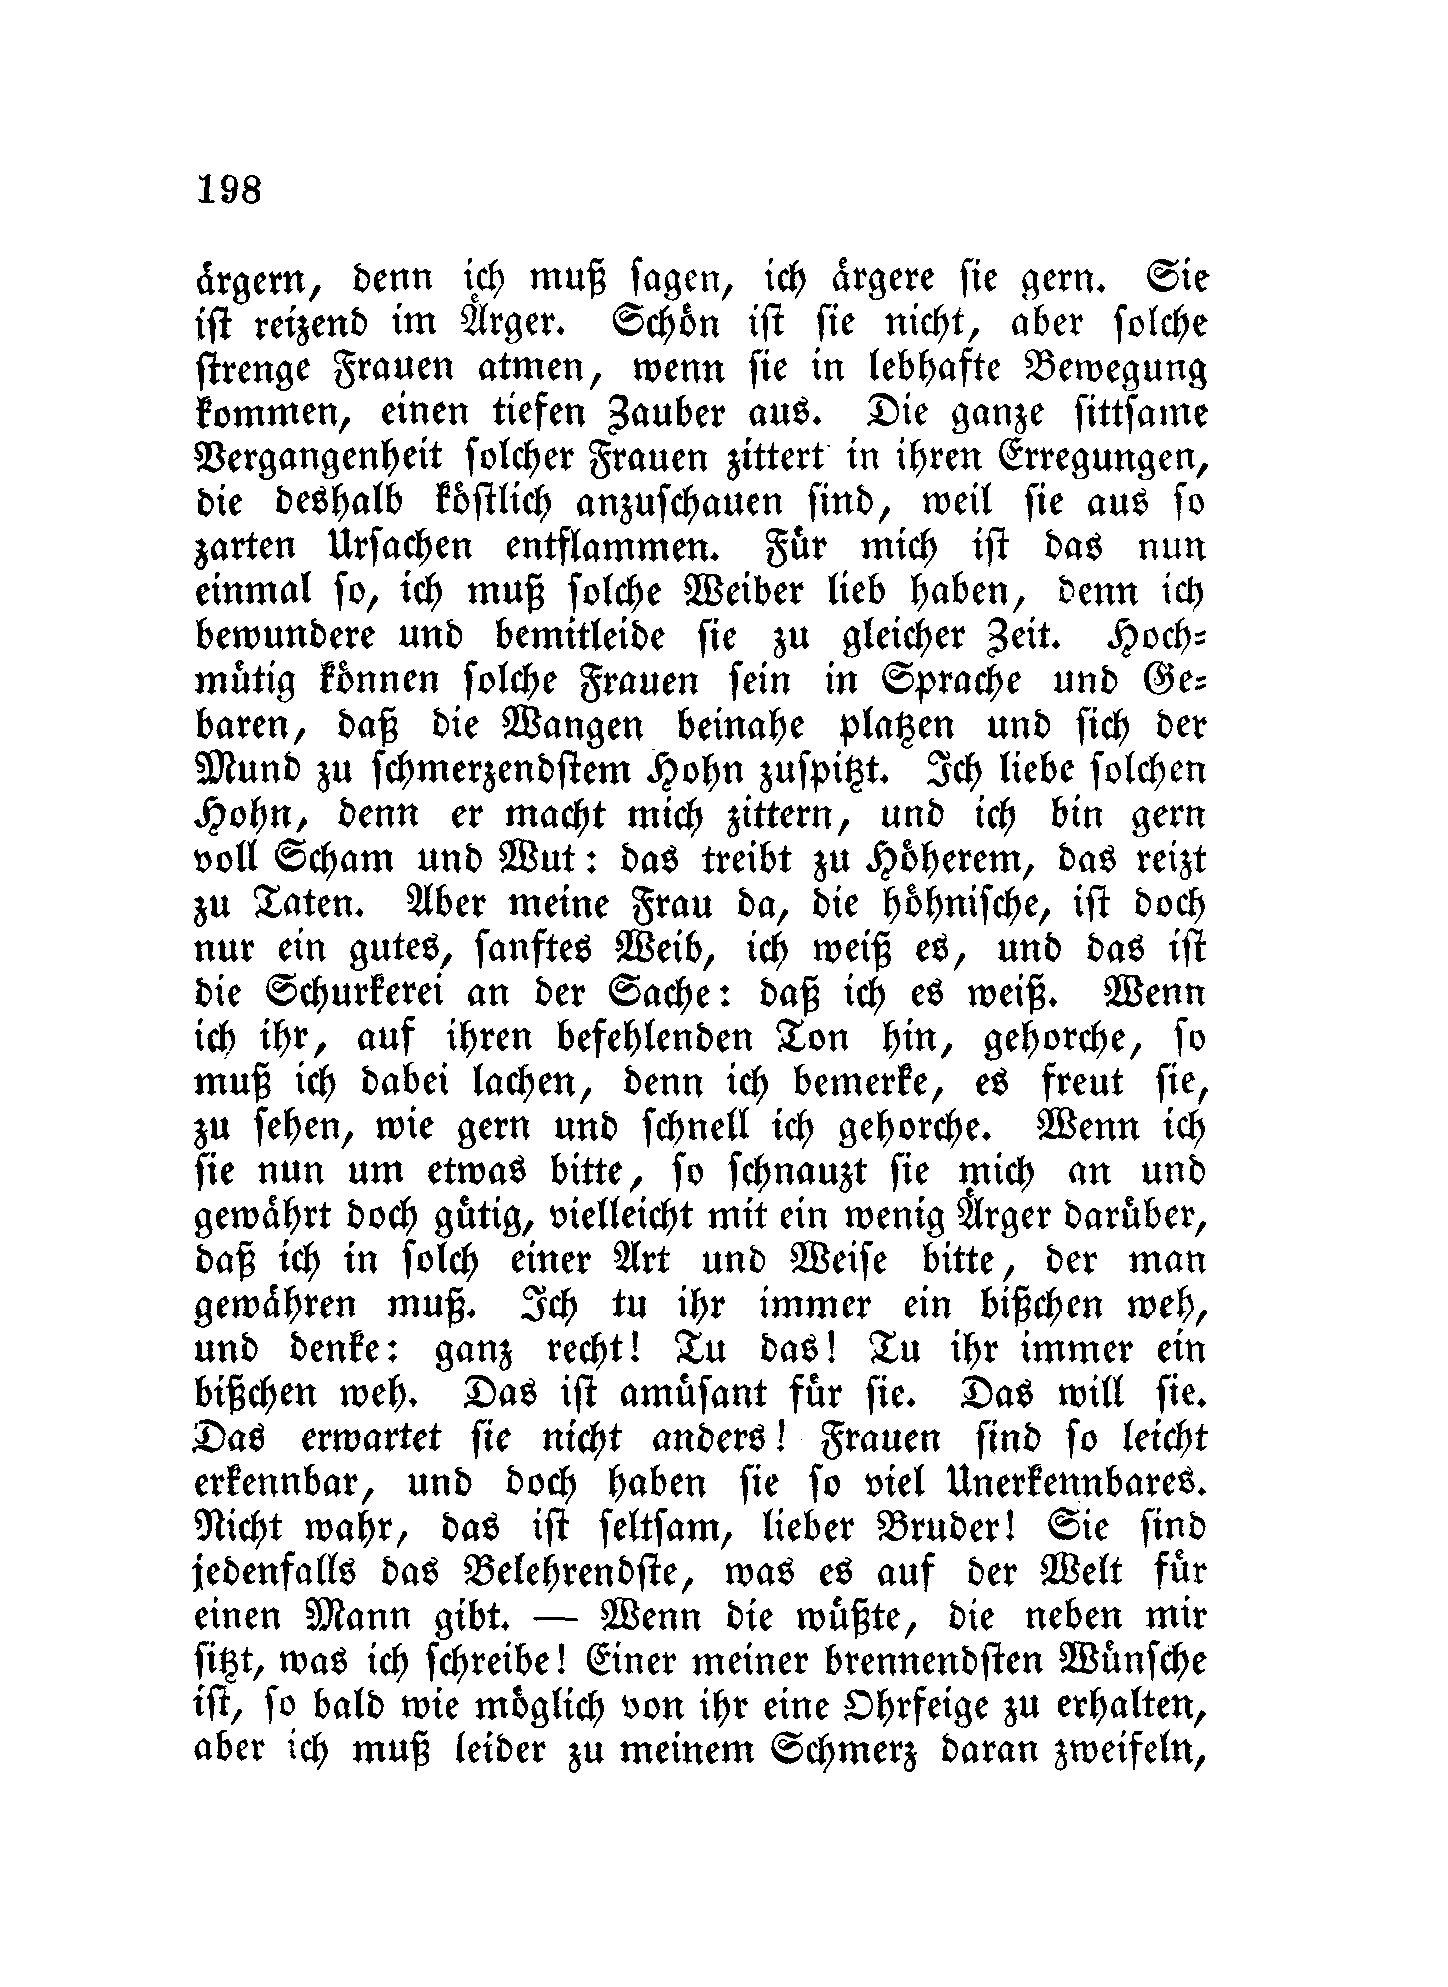 198
ärgern, denn ich muß sagen, ich ärgere sie gern. Sie
ist reizend im Ärger. Schön ist sie nicht, aber solche
strenge Frauen atmen, wenn sie in lebhafte Bewegung
kommen, einen tiefen Zauber aus. Die ganze sittsame
Vergangenheit solcher Frauen zittert in ihren Erregungen,
die deshalb köstlich anzuschauen sind, weil sie aus so
zarten Ursachen entflammen. Für mich ist das nun
einmal so, ich muß solche Weiber lieb haben, denn ich
bewundere und bemitleide sie zu gleicher Zeit. Hoch-
mütig können solche Frauen sein in Sprache und Ge-
baren, daß die Wangen beinahe platzen und sich der
Mund zu schmerzendstem Hohn zuspitzt. Ich liebe solchen
Hohn, denn er macht mich zittern, und ich bin gern
voll Scham und Wut: das treibt zu Höherem, das reizt
zu Taten. Aber meine Frau da, die höhnische, ist doch
nur ein gutes, sanftes Weib, ich weiß es, und das ist
die Schurkerei an der Sache: daß ich es weiß. Wenn
ich ihr, auf ihren befehlenden Ton hin, gehorche, so
muß ich dabei lachen, denn ich bemerke, es freut sie,
zu sehen, wie gern und schnell ich gehorche. Wenn ich
sie nun um etwas bitte, so schnauzt sie mich an und
gewährt doch gütig, vielleicht mit ein wenig Ärger darüber,
daß ich in solch einer Art und Weise bitte, der man
gewähren muß. Ich tu ihr immer ein bißchen weh,
und denke: ganz recht! Tu das! Tu ihr immer ein
bißchen weh. Das ist amüsant für sie. Das will sie.
Das erwartet sie nicht anders! Frauen sind so leicht
erkennbar, und doch haben sie so viel Unerkennbares.
Nicht wahr, das ist seltsam, lieber Bruder! Sie sind
jedenfalls das Belehrendste, was es auf der Welt für
einen Mann gibt. — Wenn die wüßte, die neben mir
sitzt, was ich schreibe! Einer meiner brennendsten Wünsche
ist, so bald wie möglich von ihr eine Ohrfeige zu erhalten,
aber ich muß leider zu meinem Schmerz daran zweifeln,